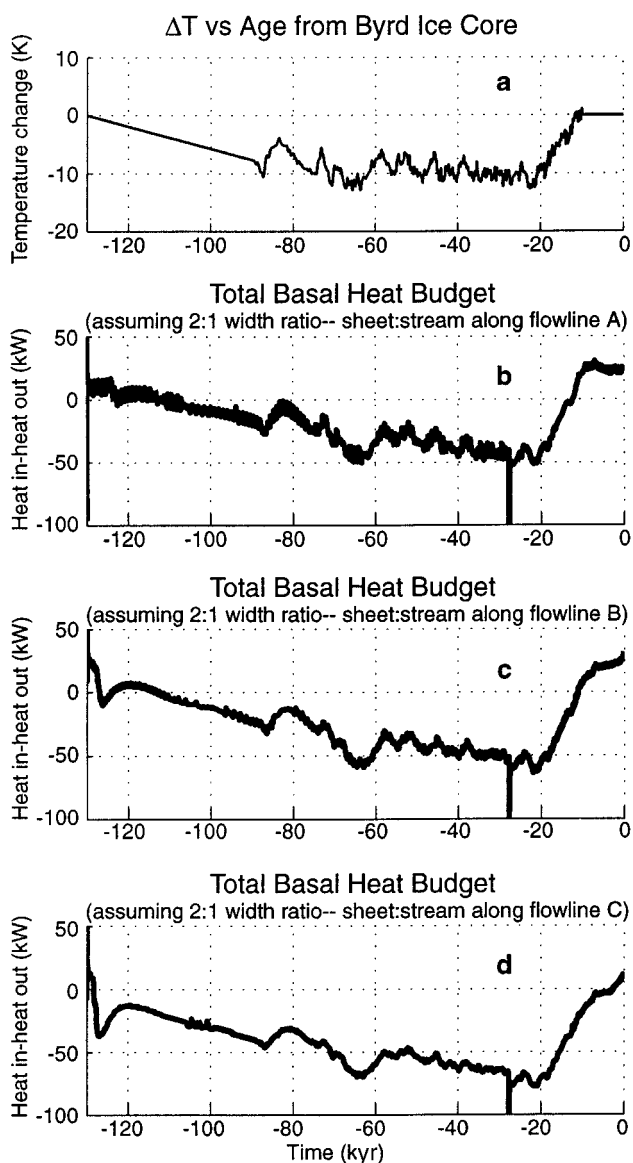 ΔT vs Age from Byrd Ice Core
Temperature change (K)
10
0
-10
-20
a
-120 -100 -80 -60 -40 -20 0
Total Basal Heat Budget
(assuming 2:1 width ratio-- sheet:stream along flowline A)
Heat in-heat out (kW)
50
0
-50
-100
b
-120 -100 -80 -60 -40 -20 0
Total Basal Heat Budget
(assuming 2:1 width ratio-- sheet:stream along flowline B)
Heat in-heat out (kW)
50
0
-50
-100
c
-120 -100 -80 -60 -40 -20 0
Total Basal Heat Budget
(assuming 2:1 width ratio-- sheet:stream along flowline C)
Heat in-heat out (kW)
50
0
-50
-100
d
-120 -100 -80 -60 -40 -20 0
Time (kyr)